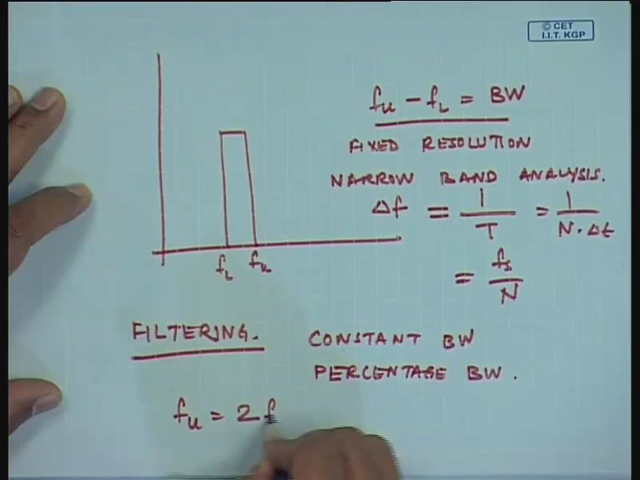 © CET
I.I.T. KGP
fu - fL = BW
FIXED RESOLUTION
NARROW BAND ANALYSIS.
Δf = 1/T = 1/N·Δt
= fs/N
fL fu
FILTERING. CONSTANT BW
PERCENTAGE BW.
fu = 2f